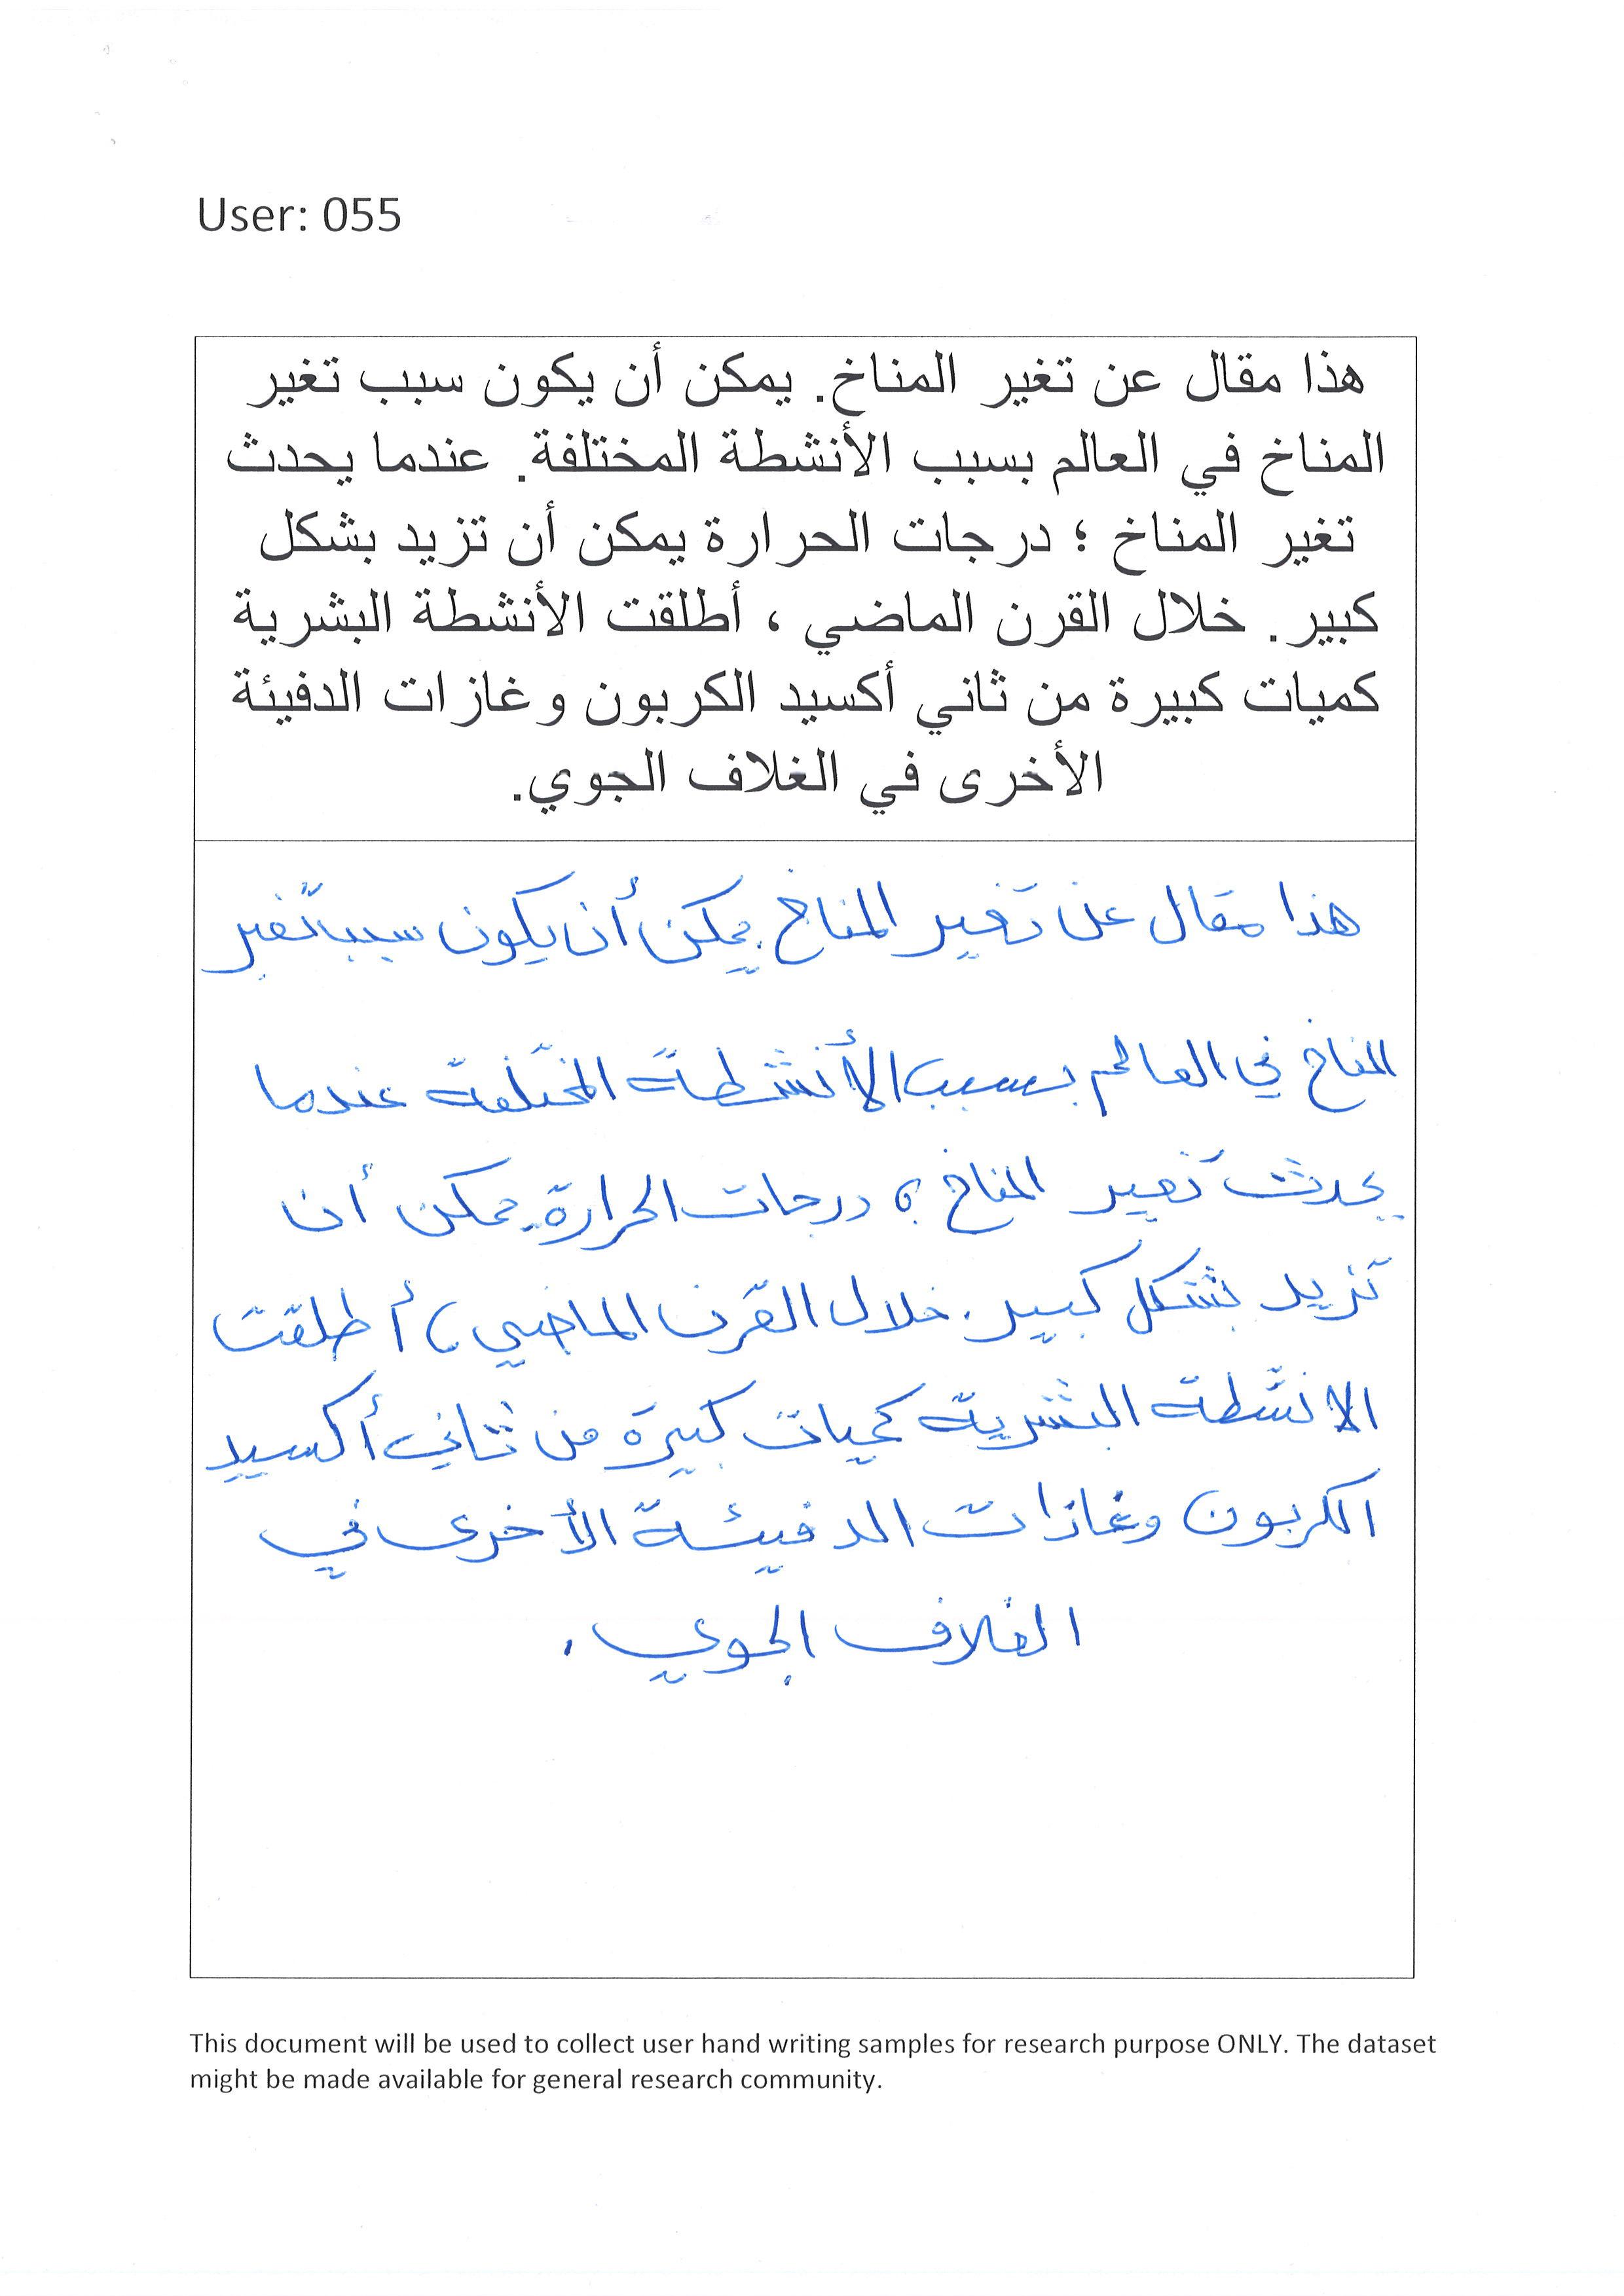 User: 055
هذا مقال عن تغير المناخ. يمكن أن يكون سبب تغير
المناخ في العالم بسبب الأنشطة المختلفة. عندما يحدث
تغير المناخ ؛ درجات الحرارة يمكن أن تزيد بشكل
كبير. خلال القرن الماضي ، أطلقت الأنشطة البشرية
كميات كبيرة من ثاني أكسيد الكربون وغازات الدفيئة
الأخرى في الغلاف الجوي.
هذا مقال عن تغير المناخ. يمكن أن يكون سبب تغير
المناخ في العالم بسبب الأنشطة المختلفة عندما
يحدث تغير المناخ ؛ درجات الحرارة يمكن أن
تزيد بشكل كبير. خلال القرن الماضي ، أطلقت
الانشطة البشرية كميات كبيرة من ثاني أكسيد
الكربون وغازات الدفيئة الأخرى في
الغلاف الجوي .
This document will be used to collect user hand writing samples for research purpose ONLY. The dataset
might be made available for general research community.